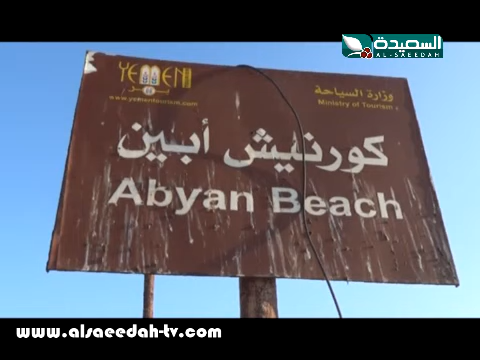 السعيدة
AL-SAEEDAH
YEMEN
وزارة السياحة
Ministry of Tourism
www.yementourism.com
كورنيش أبين
Abyan Beach
www.alsaeedah-tv.com